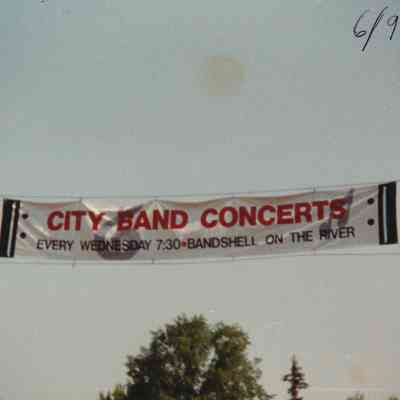 6/9
CITY BAND CONCERTS
EVERY WEDNESDAY 7:30•BANDSHELL ON THE RIVER